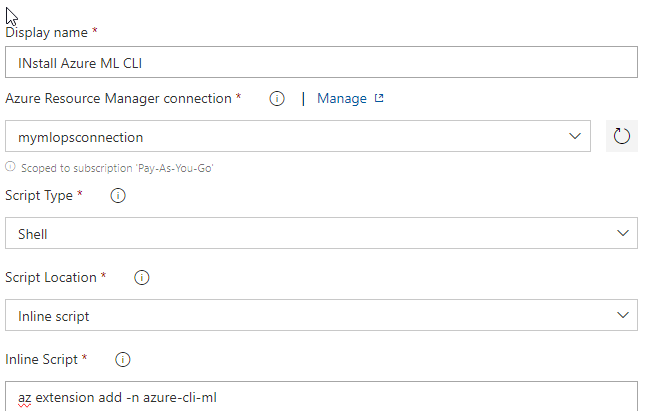 Display name *
INstall Azure ML CLI
Azure Resource Manager connection * | Manage
mymlopsconnection
Scoped to subscription 'Pay-As-You-Go'
Script Type *
Shell
Script Location *
Inline script
Inline Script *
az extension add -n azure-cli-ml